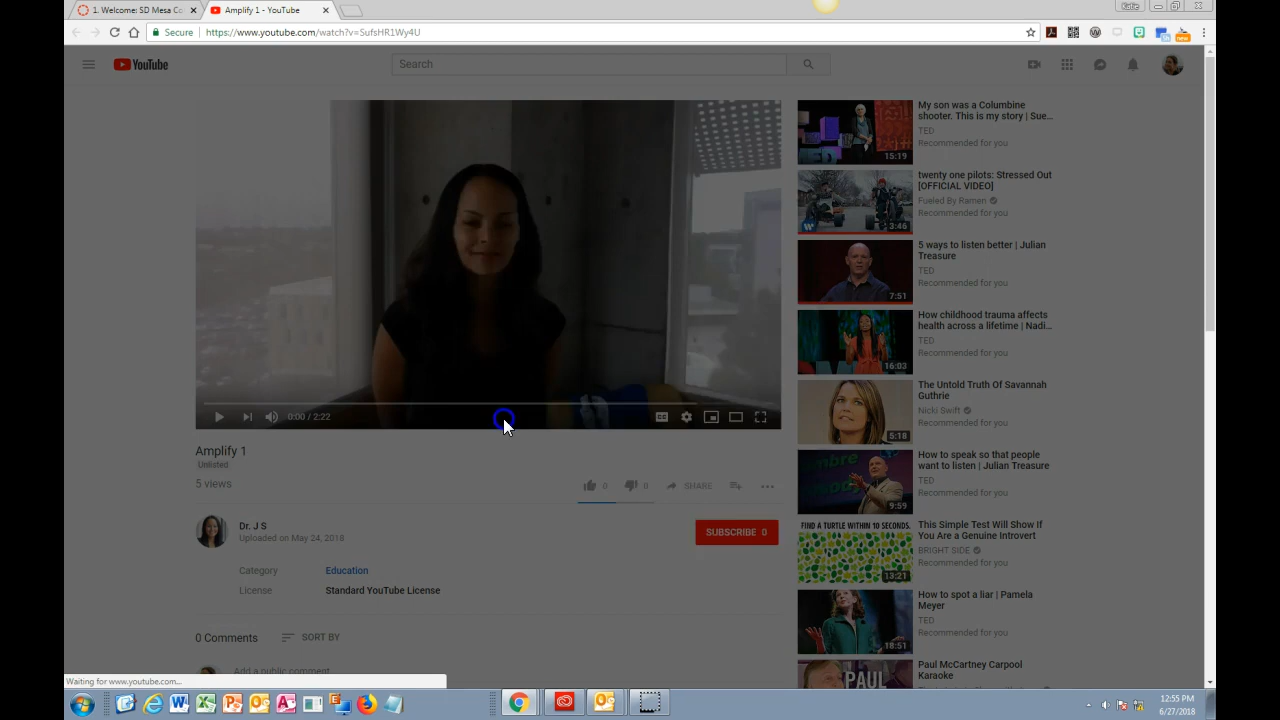 1. Welcome: SD Mesa Co
Amplify 1 - YouTube
Katie
Secure
https://www.youtube.com/watch?v=SufsHR1Wy4U
new
YouTube
Search
0:00 / 2:22
CC
Amplify 1
Unlisted
5 views
0
0
SHARE
Dr. J S
Uploaded on May 24, 2018
SUBSCRIBE 0
Category
Education
License
Standard YouTube License
0 Comments
SORT BY
Add a public comment
TED
15:19
My son was a Columbine
shooter. This is my story | Sue...
TED
Recommended for you
3:46
twenty one pilots: Stressed Out
[OFFICIAL VIDEO]
Fueled By Ramen
Recommended for you
7:51
5 ways to listen better | Julian
Treasure
TED
Recommended for you
16:03
How childhood trauma affects
health across a lifetime | Nadi...
TED
Recommended for you
5:18
The Untold Truth Of Savannah
Guthrie
Nicki Swift
Recommended for you
9:59
How to speak so that people
want to listen | Julian Treasure
TED
Recommended for you
FIND A TURTLE WITHIN 10 SECONDS.
13:21
This Simple Test Will Show If
You Are a Genuine Introvert
BRIGHT SIDE
Recommended for you
18:51
How to spot a liar | Pamela
Meyer
TED
Recommended for you
PAUL
Paul McCartney Carpool
Karaoke
Waiting for www.youtube.com...
12:55 PM
6/27/2018